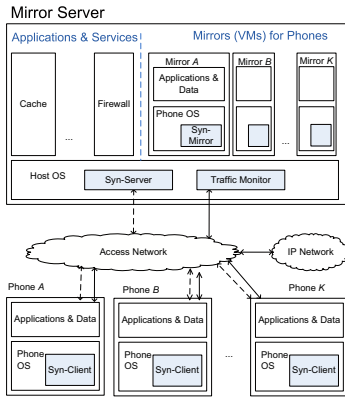 Mirror Server
Applications & Services
Mirrors (VMs) for Phones
Mirror A
Mirror B
Mirror K
Cache
...
Firewall
Applications &
Data
Phone OS
Syn-
Mirror
...
Host OS
Syn-Server
Traffic Monitor
Access Network
IP Network
Phone A
Phone B
Phone K
Applications & Data
Applications & Data
Applications & Data
Phone
OS
Syn-Client
Phone
OS
Syn-Client
...
Phone
OS
Syn-Client